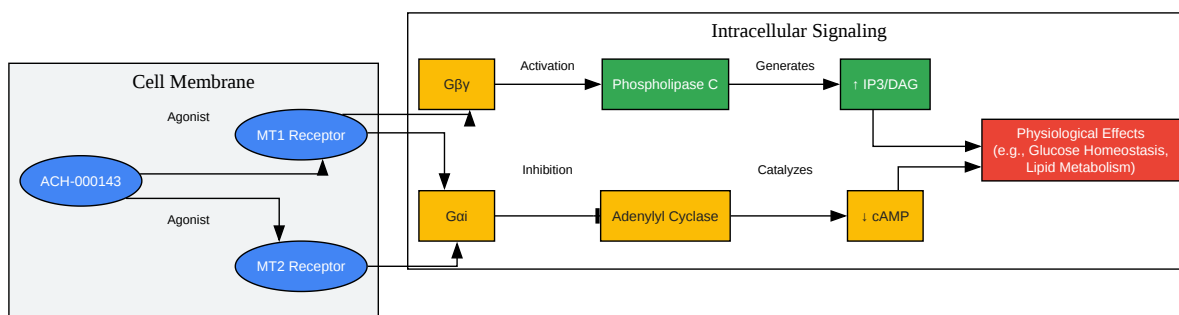 Intracellular Signaling
Cell Membrane
Gβγ
Activation
Phospholipase C
Generates
↑ IP3/DAG
Agonist
MT1 Receptor
Physiological Effects
(e.g., Glucose Homeostasis,
Lipid Metabolism)
ACH-000143
Inhibition
Catalyzes
Agonist
Gαi
Adenylyl Cyclase
↓ cAMP
MT2 Receptor